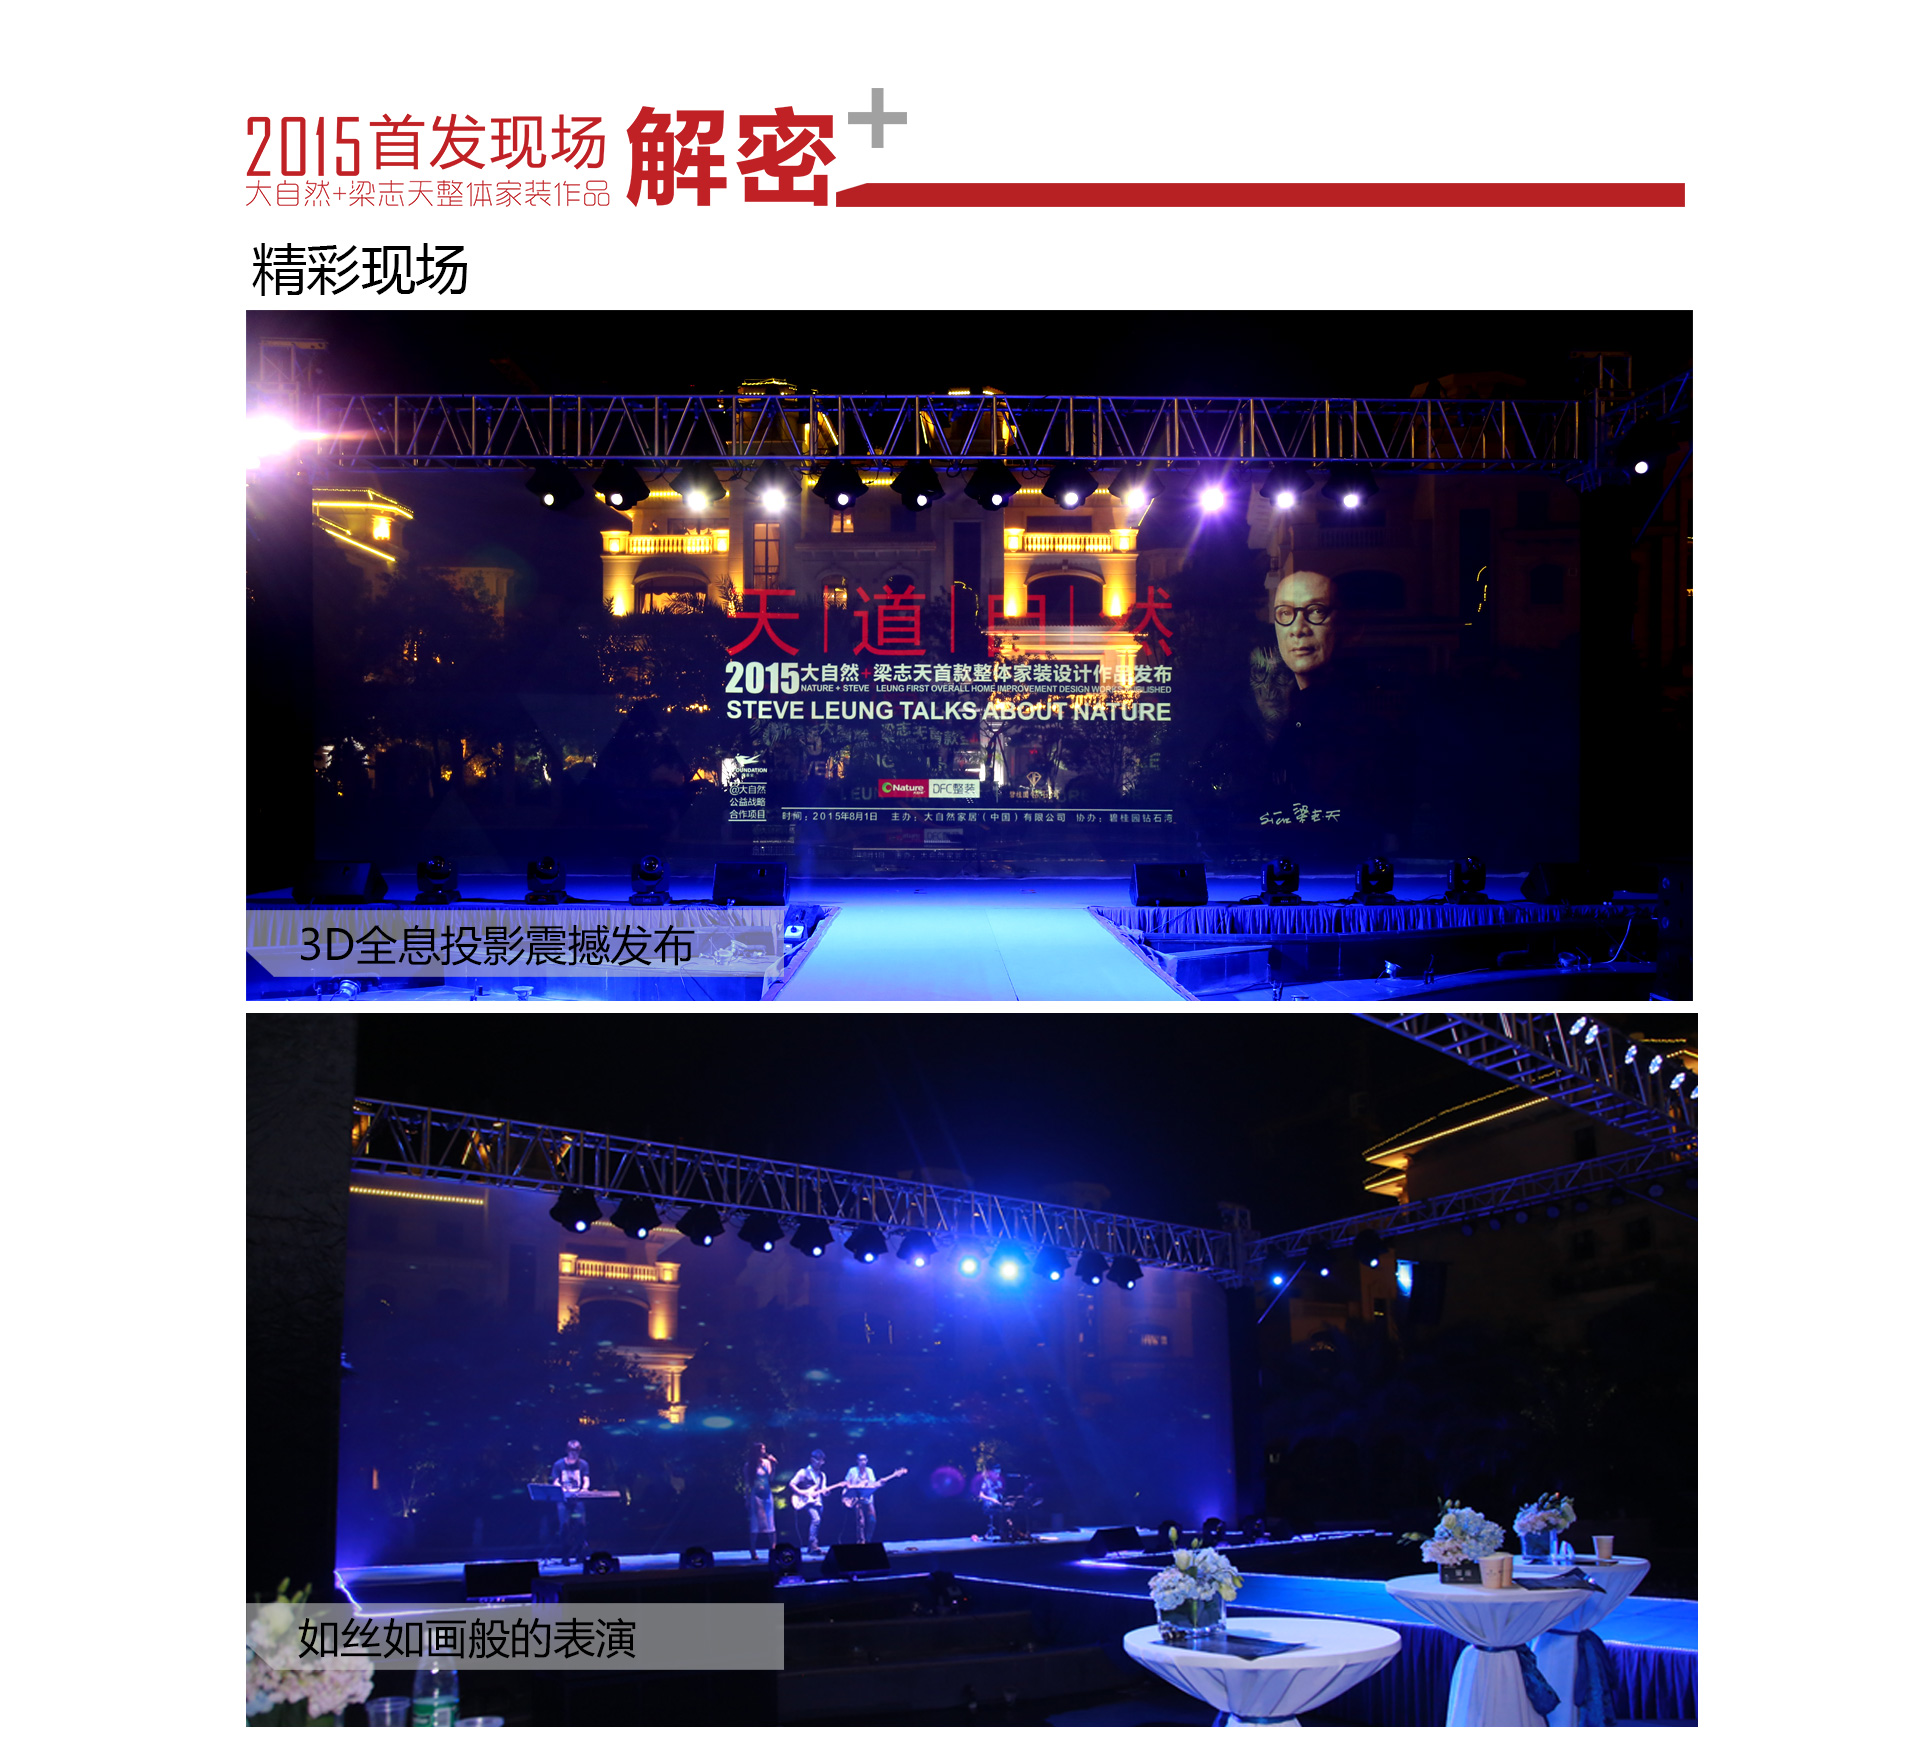 2015首发现场
解密+
大自然+梁志天整体家装作品
精彩现场
天|道|自|然
2015大自然+梁志天首款整体家装设计作品发布
NATURE + STEVE LEUNG FIRST OVERALL HOME IMPROVEMENT DESIGN WORKS PUBLISHED
STEVE LEUNG TALKS ABOUT NATURE
@大自然
公益战略
合作项目
Nature DFC整装
时间：2015年8月1日 主办：大自然家居（中国）有限公司 协办：碧桂园钻石湾
梁志天
3D全息投影震撼发布
如丝如画般的表演